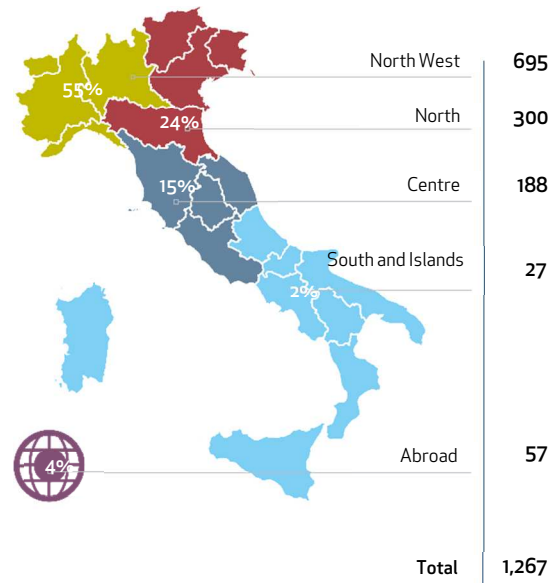 North West 695
55%
North 300
24%
Centre 188
15%
South and Islands 27
2%
Abroad 57
4%
Total 1,267